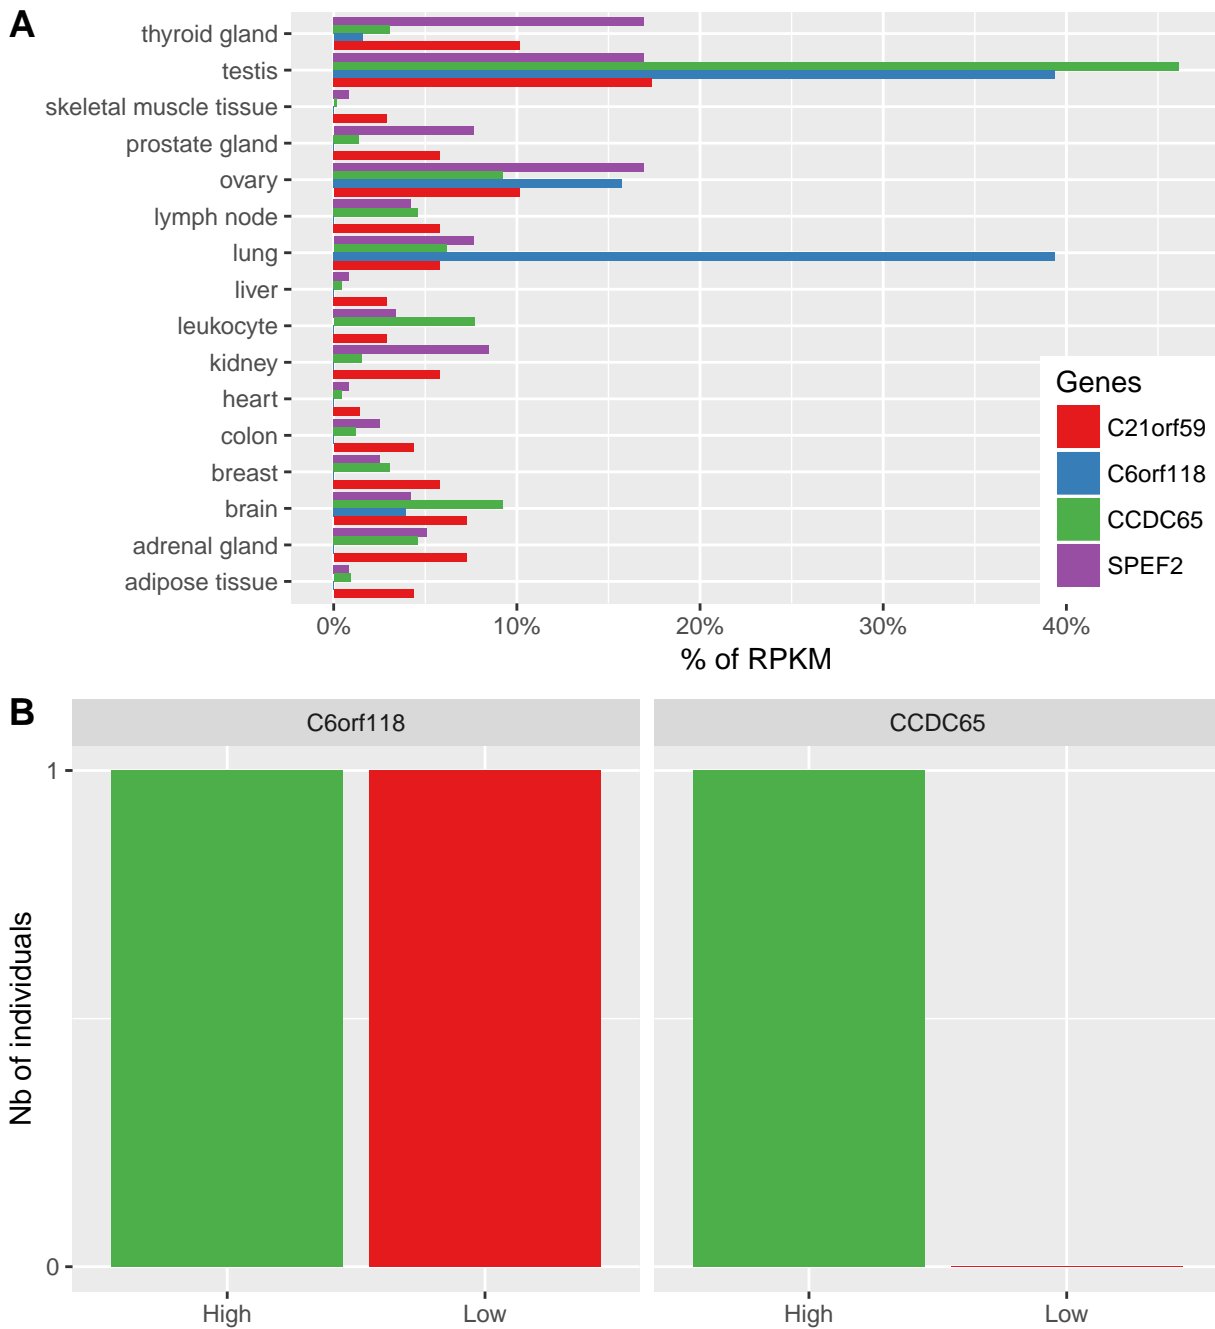 A
thyroid gland
testis
skeletal muscle tissue
prostate gland
ovary
lymph node
lung
liver
leukocyte
kidney
heart
colon
breast
brain
adrenal gland
adipose tissue
Genes
C21orf59
C6orf118
CCDC65
SPEF2
0% 10% 20% 30% 40%
% of RPKM
B
C6orf118 CCDC65
1
0
Nb of individuals
High Low High Low